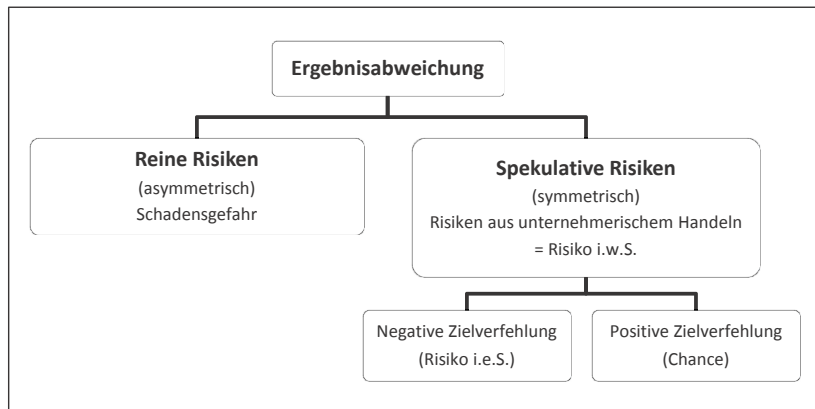 Ergebnisabweichung
Reine Risiken
(asymmetrisch)
Schadensgefahr
Spekulative Risiken
(symmetrisch)
Risiken aus unternehmerischem Handeln
= Risiko i.w.S.
Negative Zielverfehlung
(Risiko i.e.S.)
Positive Zielverfehlung
(Chance)